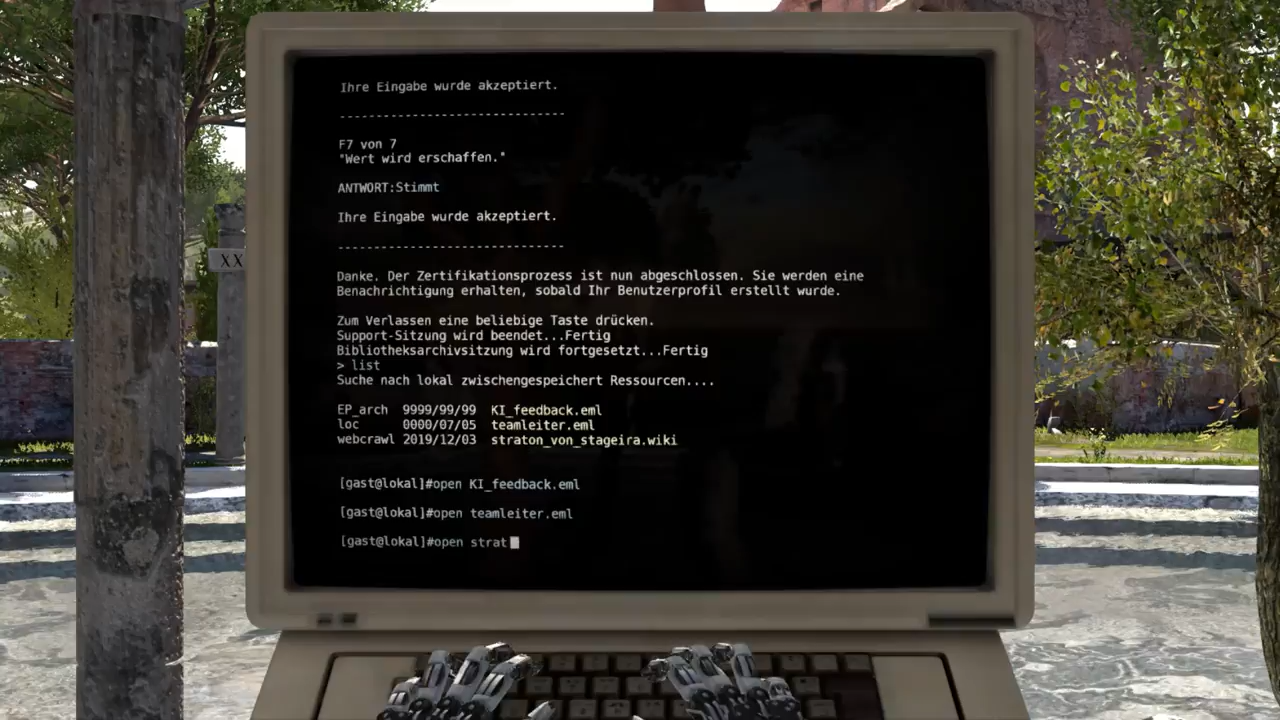 Ihre Eingabe wurde akzeptiert.
-------------------------------
F7 von 7
"Wert wird erschaffen."
ANTWORT:Stimmt
Ihre Eingabe wurde akzeptiert.
-------------------------------
XX
Danke. Der Zertifikationsprozess ist nun abgeschlossen. Sie werden eine
Benachrichtigung erhalten, sobald Ihr Benutzerprofil erstellt wurde.
Zum Verlassen eine beliebige Taste drücken.
Support-Sitzung wird beendet...Fertig
Bibliotheksarchivsitzung wird fortgesetzt...Fertig
> list
Suche nach lokal zwischengespeichert Ressourcen....
EP_arch 9999/99/99 KI_feedback.eml
loc 0000/07/05 teamleiter.eml
webcrawl 2019/12/03 straton_von_stageira.wiki
[gast@lokal]#open KI_feedback.eml
[gast@lokal]#open teamleiter.eml
[gast@lokal]#open strat